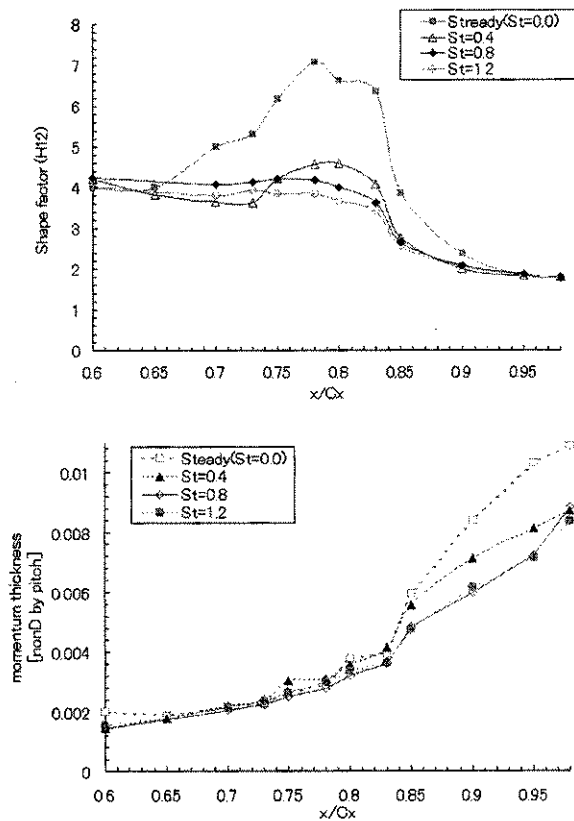 8
7
6
5
4
3
2
1
0
Shape factor (H12)
Stready(St=0.0)
St=0.4
St=0.8
St=1.2
0.6 0.65 0.7 0.75 0.8 0.85 0.9 0.95
x/Cx
0.01
0.008
0.006
0.004
0.002
0
momentum thickness
[nonD by pitch]
Steady(St=0.0)
St=0.4
St=0.8
St=1.2
0.6 0.65 0.7 0.75 0.8 0.85 0.9 0.95
x/Cx